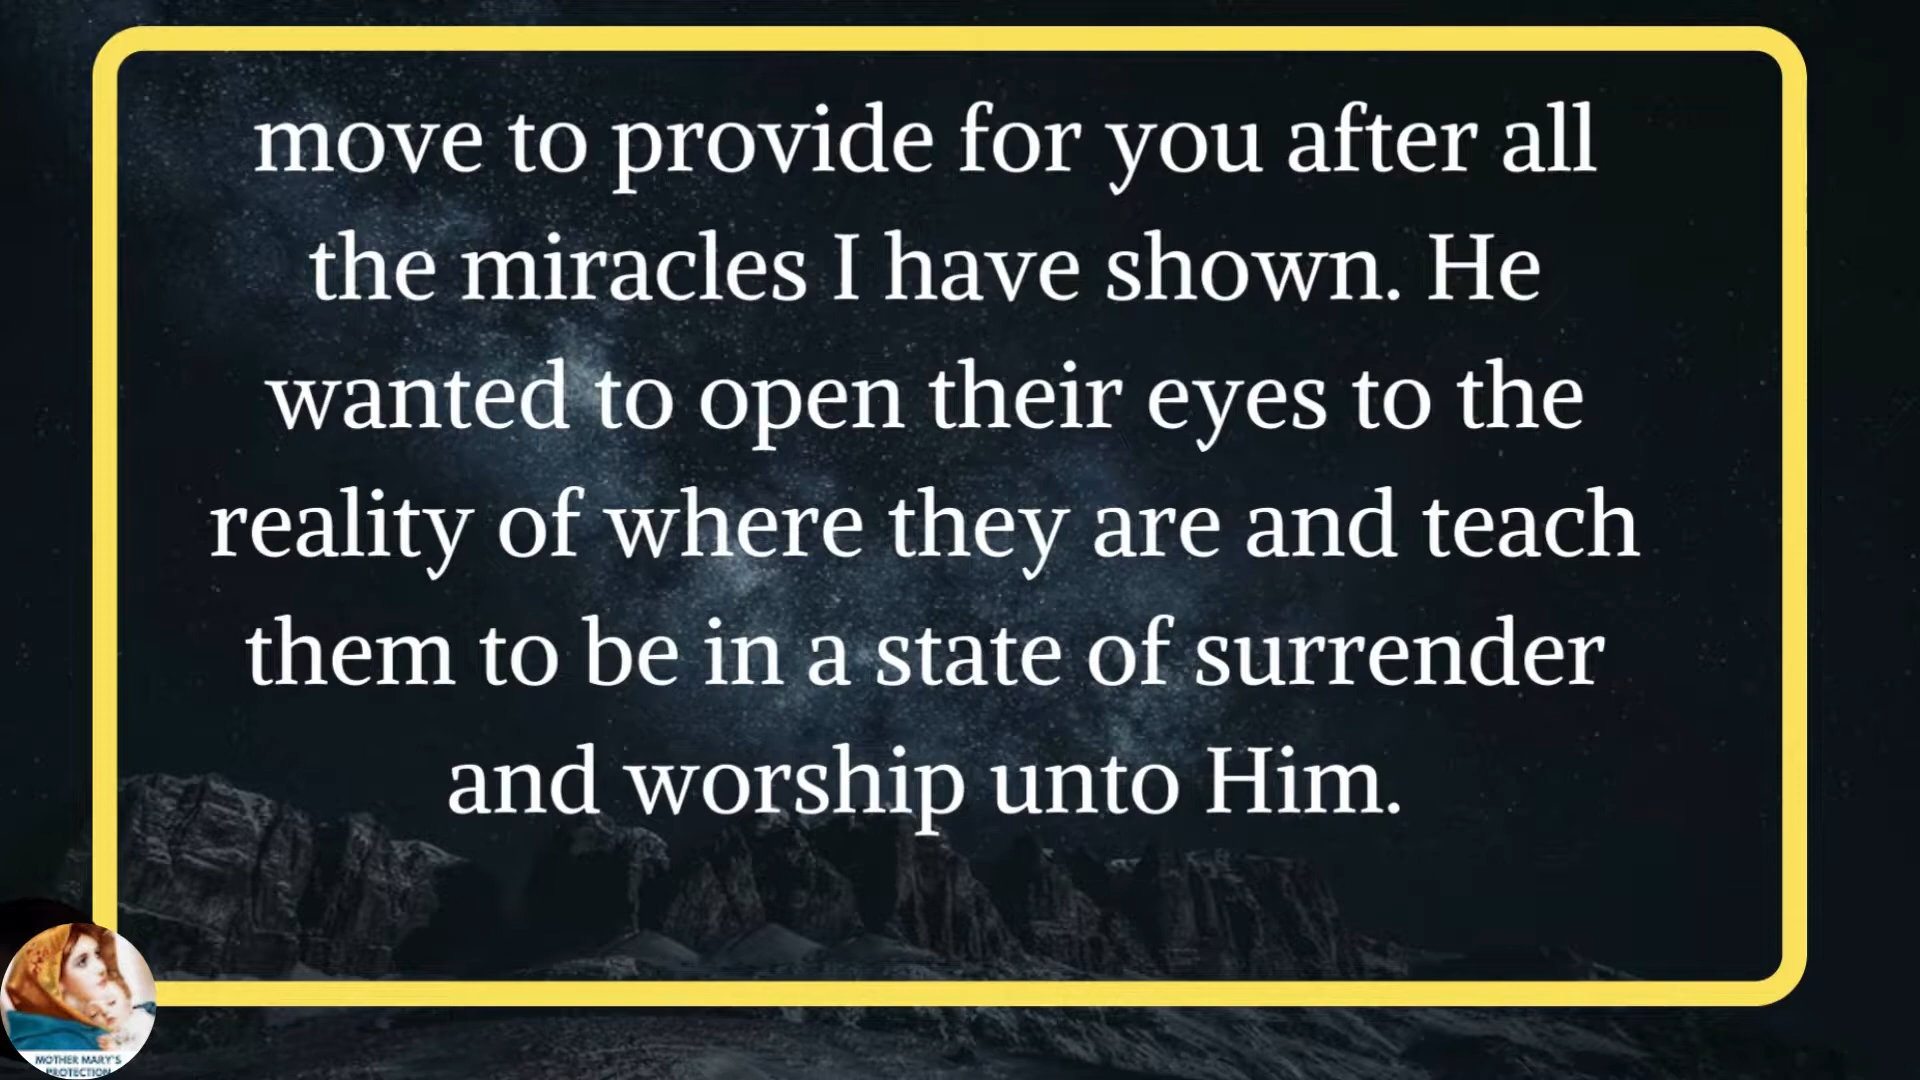 move to provide for you after all
the miracles I have shown. He
wanted to open their eyes to the
reality of where they are and teach
them to be in a state of surrender
and worship unto Him.
MOTHER MARY'S
PROTECTION